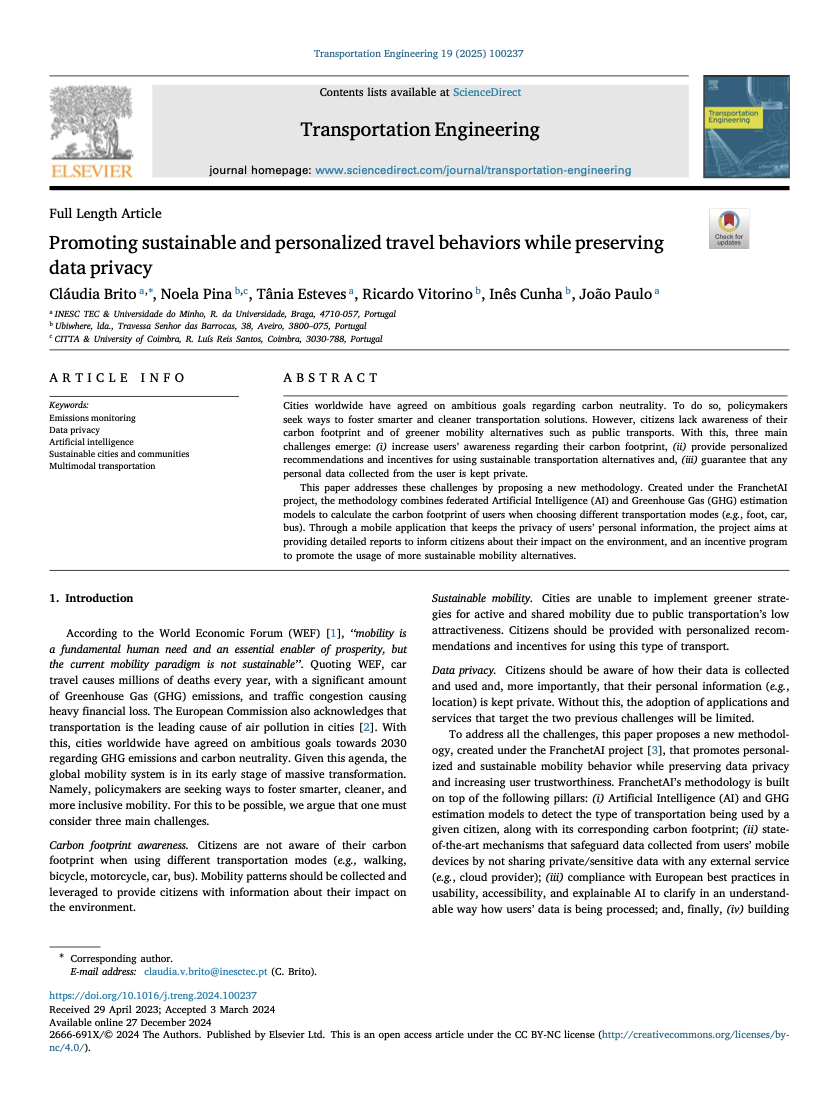 Transportation Engineering 19 (2025) 100237
Contents lists available at ScienceDirect
Transportation Engineering
journal homepage: www.sciencedirect.com/journal/transportation-engineering
ELSEVIER
Transportation
Engineering
Full Length Article
Check for
updates
Promoting sustainable and personalized travel behaviors while preserving
data privacy
Cláudia Brito a,*, Noela Pina b,c, Tânia Esteves a, Ricardo Vitorino b, Inês Cunha b, João Paulo a
a INESC TEC & Universidade do Minho, R. da Universidade, Braga, 4710-057, Portugal
b Ubiwhere, lda., Travessa Senhor das Barrocas, 38, Aveiro, 3800–075, Portugal
c CITTA & University of Coimbra, R. Luís Reis Santos, Coimbra, 3030-788, Portugal
ARTICLE INFO
Keywords:
Emissions monitoring
Data privacy
Artificial intelligence
Sustainable cities and communities
Multimodal transportation
ABSTRACT
Cities worldwide have agreed on ambitious goals regarding carbon neutrality. To do so, policymakers
seek ways to foster smarter and cleaner transportation solutions. However, citizens lack awareness of their
carbon footprint and of greener mobility alternatives such as public transports. With this, three main
challenges emerge: (i) increase users' awareness regarding their carbon footprint, (ii) provide personalized
recommendations and incentives for using sustainable transportation alternatives and, (iii) guarantee that any
personal data collected from the user is kept private.
This paper addresses these challenges by proposing a new methodology. Created under the FranchetAI
project, the methodology combines federated Artificial Intelligence (AI) and Greenhouse Gas (GHG) estimation
models to calculate the carbon footprint of users when choosing different transportation modes (e.g., foot, car,
bus). Through a mobile application that keeps the privacy of users' personal information, the project aims at
providing detailed reports to inform citizens about their impact on the environment, and an incentive program
to promote the usage of more sustainable mobility alternatives.
1. Introduction
According to the World Economic Forum (WEF) [1], ‘‘mobility is
a fundamental human need and an essential enabler of prosperity, but
the current mobility paradigm is not sustainable’’. Quoting WEF, car
travel causes millions of deaths every year, with a significant amount
of Greenhouse Gas (GHG) emissions, and traffic congestion causing
heavy financial loss. The European Commission also acknowledges that
transportation is the leading cause of air pollution in cities [2]. With
this, cities worldwide have agreed on ambitious goals towards 2030
regarding GHG emissions and carbon neutrality. Given this agenda, the
global mobility system is in its early stage of massive transformation.
Namely, policymakers are seeking ways to foster smarter, cleaner, and
more inclusive mobility. For this to be possible, we argue that one must
consider three main challenges.
Carbon footprint awareness. Citizens are not aware of their carbon
footprint when using different transportation modes (e.g., walking,
bicycle, motorcycle, car, bus). Mobility patterns should be collected and
leveraged to provide citizens with information about their impact on
the environment.
Sustainable mobility. Cities are unable to implement greener strate-
gies for active and shared mobility due to public transportation's low
attractiveness. Citizens should be provided with personalized recom-
mendations and incentives for using this type of transport.
Data privacy. Citizens should be aware of how their data is collected
and used and, more importantly, that their personal information (e.g.,
location) is kept private. Without this, the adoption of applications and
services that target the two previous challenges will be limited.
To address all the challenges, this paper proposes a new methodol-
ogy, created under the FranchetAI project [3], that promotes personal-
ized and sustainable mobility behavior while preserving data privacy
and increasing user trustworthiness. FranchetAI's methodology is built
on top of the following pillars: (i) Artificial Intelligence (AI) and GHG
estimation models to detect the type of transportation being used by a
given citizen, along with its corresponding carbon footprint; (ii) state-
of-the-art mechanisms that safeguard data collected from users' mobile
devices by not sharing private/sensitive data with any external service
(e.g., cloud provider); (iii) compliance with European best practices in
usability, accessibility, and explainable AI to clarify in an understand-
able way how users' data is being processed; and, finally, (iv) building
* Corresponding author.
E-mail address: claudia.v.brito@inesctec.pt (C. Brito).
https://doi.org/10.1016/j.treng.2024.100237
Received 29 April 2023; Accepted 3 March 2024
Available online 27 December 2024
2666-691X/© 2024 The Authors. Published by Elsevier Ltd. This is an open access article under the CC BY-NC license (http://creativecommons.org/licenses/by-
nc/4.0/).